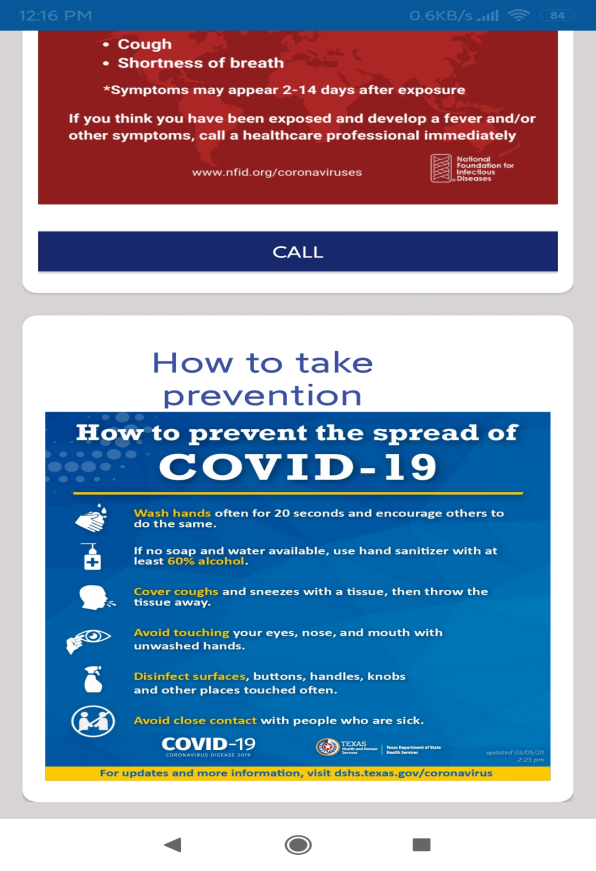 12:16 PM 0.6KB/s 84
• Cough
• Shortness of breath
*Symptoms may appear 2-14 days after exposure
If you think you have been exposed and develop a fever and/or
other symptoms, call a healthcare professional immediately
www.nfid.org/coronaviruses
National
Foundation for
Infectious
Diseases
CALL
How to take
prevention
How to prevent the spread of
COVID-19
Wash hands often for 20 seconds and encourage others to
do the same.
If no soap and water available, use hand sanitizer with at
least 60% alcohol.
Cover coughs and sneezes with a tissue, then throw the
tissue away.
Avoid touching your eyes, nose, and mouth with
unwashed hands.
Disinfect surfaces, buttons, handles, knobs
and other places touched often.
Avoid close contact with people who are sick.
COVID-19
CORONAVIRUS DISEASE 2019
TEXAS
Health and Human
Services
Texas Department of State
Health Services
updated 03/05/20
2:25 pm
For updates and more information, visit dshs.texas.gov/coronavirus